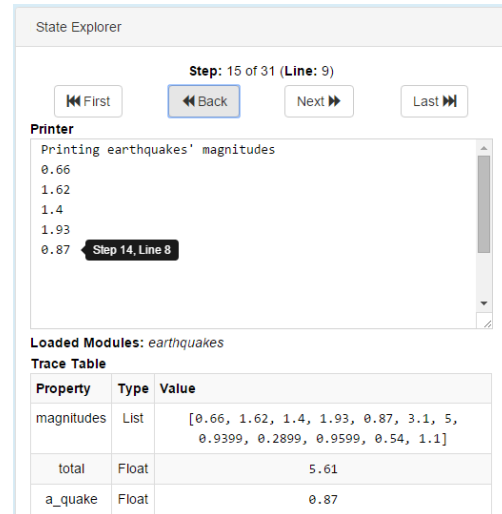 State Explorer
Step: 15 of 31 (Line: 9)
First Back Next Last
Printer
Printing earthquakes' magnitudes
0.66
1.62
1.4
1.93
0.87 Step 14, Line 8
Loaded Modules: earthquakes
Trace Table
Property Type Value
magnitudes List [0.66, 1.62, 1.4, 1.93, 0.87, 3.1, 5,
0.9399, 0.2899, 0.9599, 0.54, 1.1]
total Float 5.61
a_quake Float 0.87